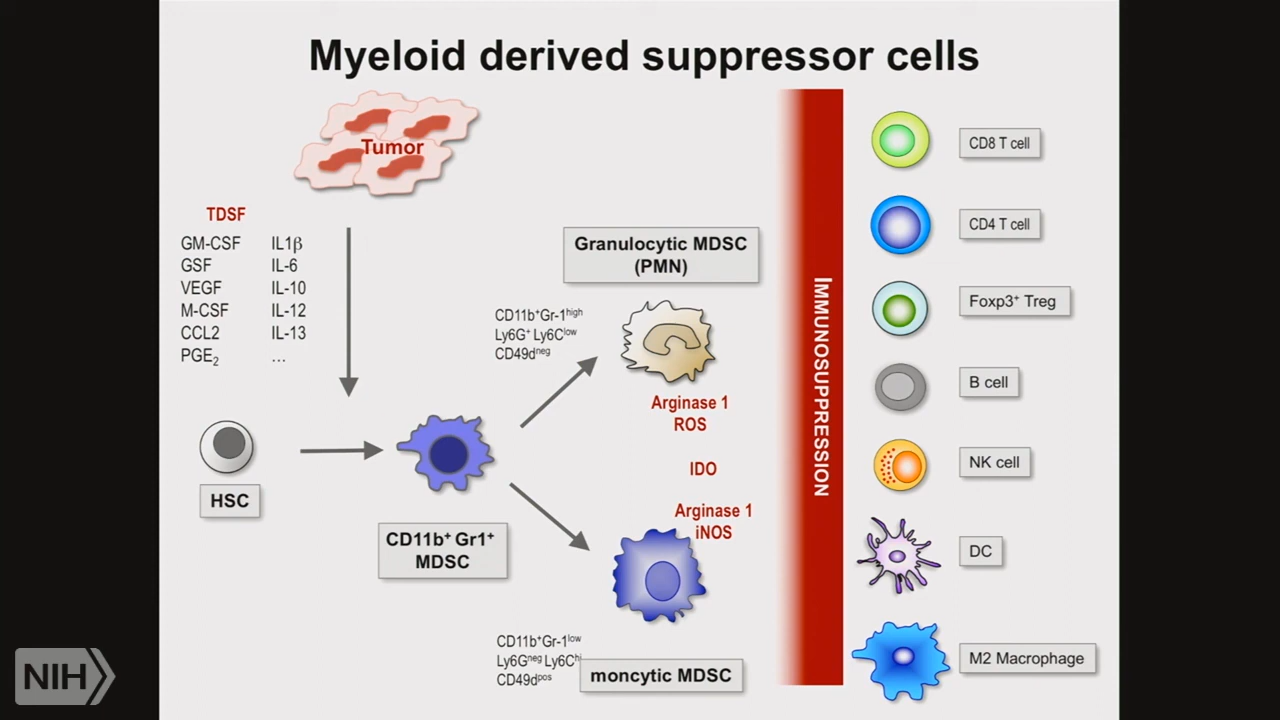 Myeloid derived suppressor cells
Tumor
TDSF
GM-CSF IL1β
GSF IL-6
VEGF IL-10
M-CSF IL-12
CCL2 IL-13
PGE₂ ...
HSC
CD11b⁺ Gr1⁺
MDSC
Granulocytic MDSC
(PMN)
CD11b⁺Gr-1ʰⁱᵍʰ
Ly6G⁺ Ly6Cˡᵒʷ
CD49dⁿᵉᵍ
Arginase 1
ROS
IDO
Arginase 1
iNOS
CD11b⁺Gr-1ˡᵒʷ
Ly6Gⁿᵉᵍ Ly6Cʰⁱ
CD49dᵖᵒˢ
moncytic MDSC
IMMUNOSUPPRESSION
CD8 T cell
CD4 T cell
Foxp3⁺ Treg
B cell
NK cell
DC
M2 Macrophage
NIH